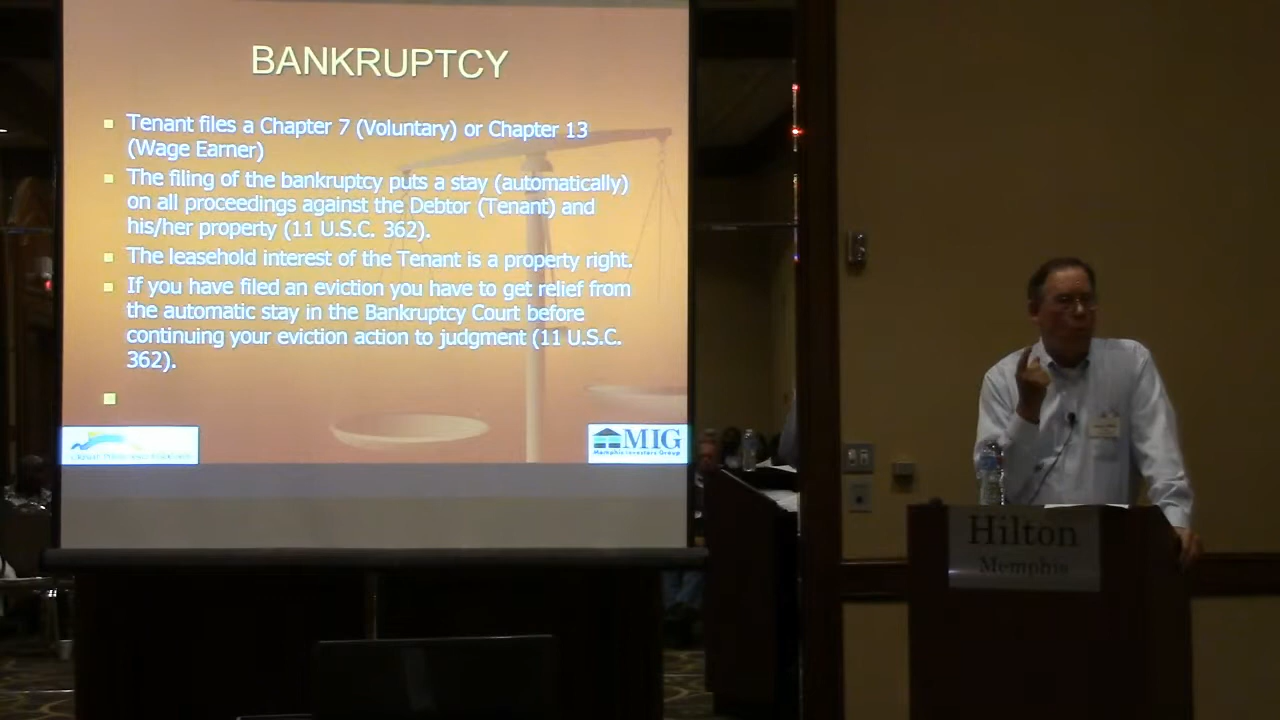 BANKRUPTCY
Tenant files a Chapter 7 (Voluntary) or Chapter 13
(Wage Earner)
The filing of the bankruptcy puts a stay (automatically)
on all proceedings against the Debtor (Tenant) and
his/her property (11 U.S.C. 362).
The leasehold interest of the Tenant is a property right.
If you have filed an eviction you have to get relief from
the automatic stay in the Bankruptcy Court before
continuing your eviction action to judgment (11 U.S.C.
362).
MIG
Memphis Investors Group
Hilton
Memphis